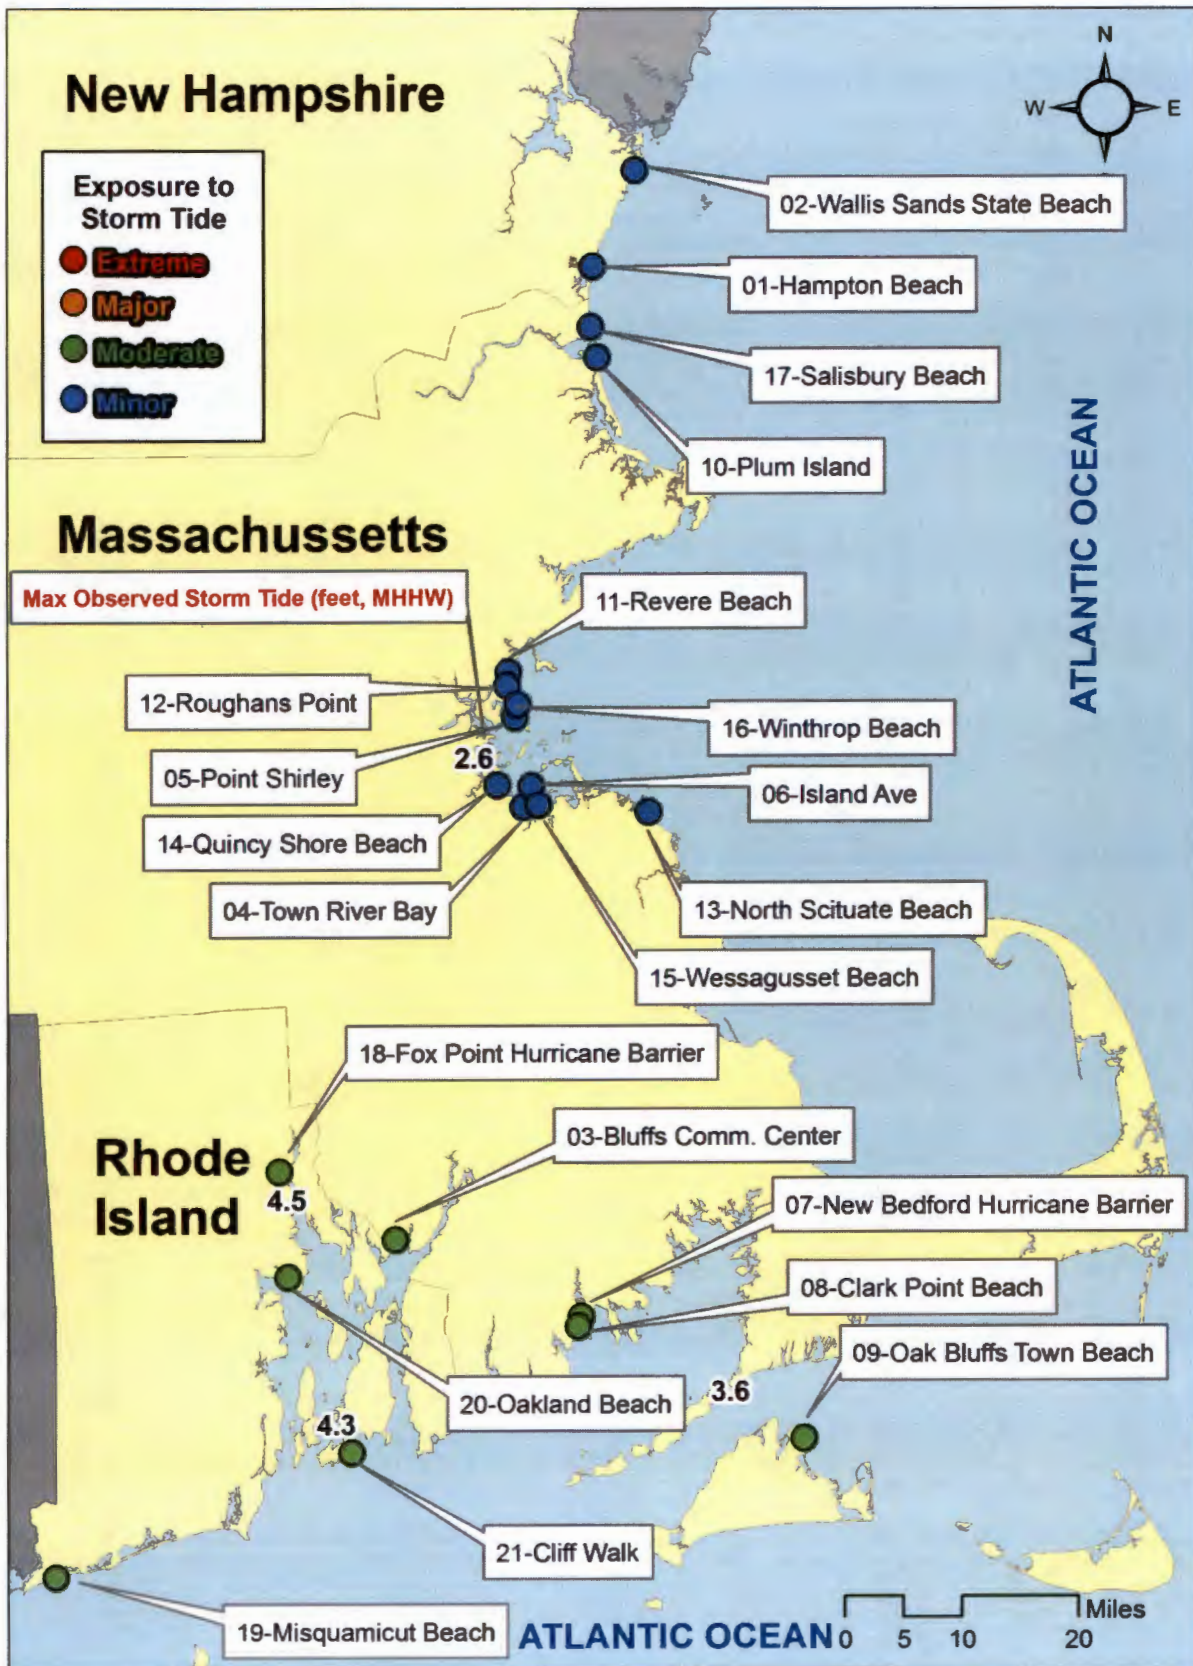 New Hampshire
N
W
E
Exposure to
Storm Tide
Extreme
Major
Moderate
Minor
02-Wallis Sands State Beach
01-Hampton Beach
17-Salisbury Beach
10-Plum Island
ATLANTIC OCEAN
Massachussetts
Max Observed Storm Tide (feet, MHHW)
11-Revere Beach
12-Roughans Point
16-Winthrop Beach
05-Point Shirley
2.6
06-Island Ave
14-Quincy Shore Beach
04-Town River Bay
13-North Scituate Beach
15-Wessagusset Beach
18-Fox Point Hurricane Barrier
03-Bluffs Comm. Center
Rhode
Island
4.5
07-New Bedford Hurricane Barrier
08-Clark Point Beach
09-Oak Bluffs Town Beach
20-Oakland Beach
3.6
4.3
21-Cliff Walk
19-Misquamicut Beach
ATLANTIC OCEAN
Miles
0 5 10 20